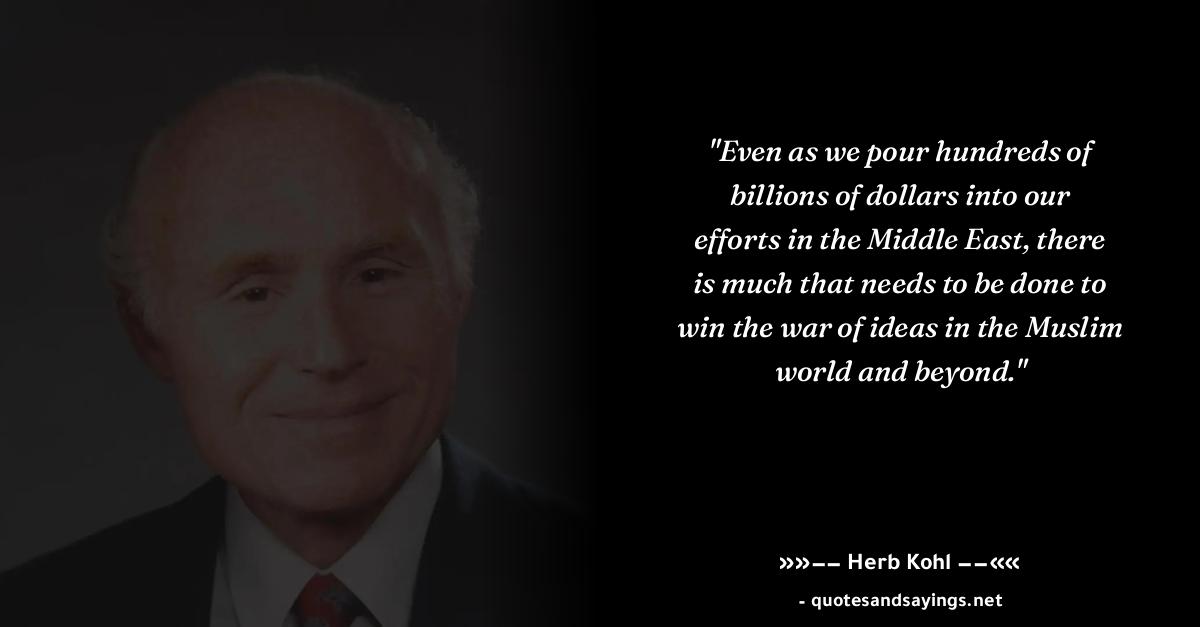 "Even as we pour hundreds of
billions of dollars into our
efforts in the Middle East, there
is much that needs to be done to
win the war of ideas in the Muslim
world and beyond."
»»−− Herb Kohl −−««
- quotesandsayings.net